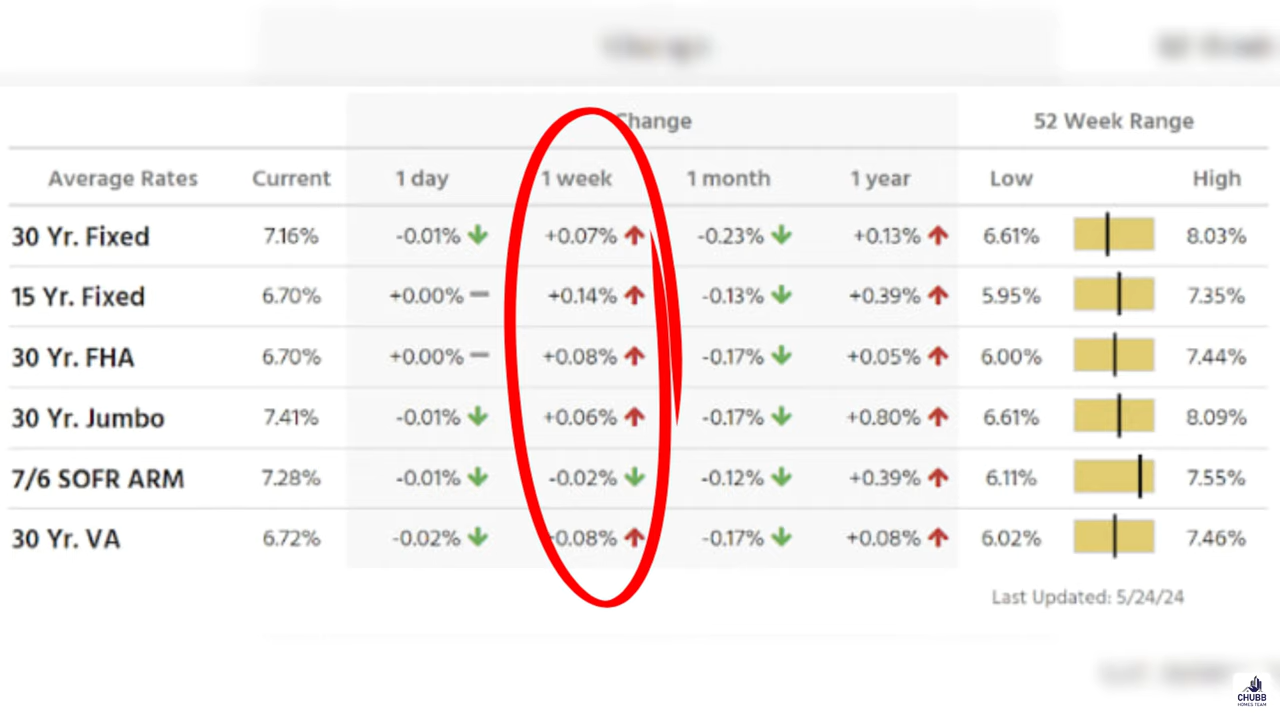 Change 52 Week Range
Average Rates Current 1 day 1 week 1 month 1 year Low High
30 Yr. Fixed 7.16% -0.01% +0.07% -0.23% +0.13% 6.61% 8.03%
15 Yr. Fixed 6.70% +0.00% +0.14% -0.13% +0.39% 5.95% 7.35%
30 Yr. FHA 6.70% +0.00% +0.08% -0.17% +0.05% 6.00% 7.44%
30 Yr. Jumbo 7.41% -0.01% +0.06% -0.17% +0.80% 6.61% 8.09%
7/6 SOFR ARM 7.28% -0.01% -0.02% -0.12% +0.39% 6.11% 7.55%
30 Yr. VA 6.72% -0.02% 0.08% -0.17% +0.08% 6.02% 7.46%
Last Updated: 5/24/24
CHUBB
HOMES TEAM